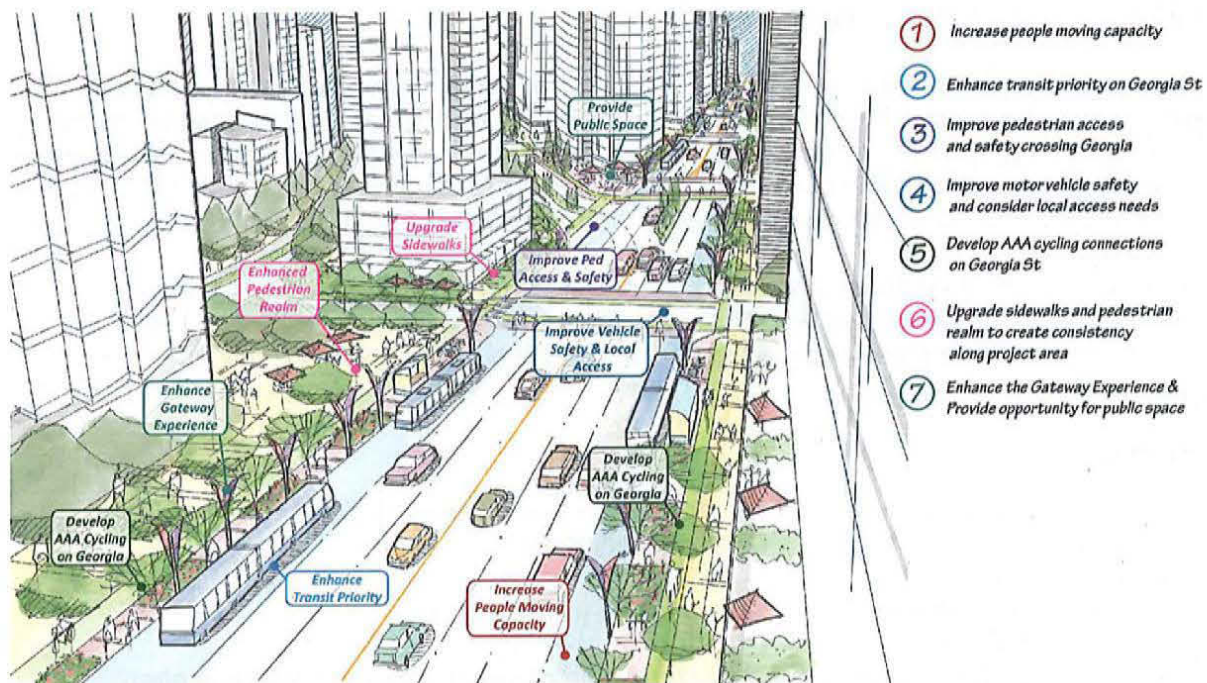 Provide
Public Space
Upgrade
Sidewalks
Improve Ped
Access & Safety
Enhanced
Pedestrian
Realm
Improve Vehicle
Safety & Local
Access
Enhance
Gateway
Experience
Develop
AAA Cycling
on Georgia
Develop
AAA Cycling
on Georgia
Enhance
Transit Priority
Increase
People Moving
Capacity
1 Increase people moving capacity
2 Enhance transit priority on Georgia St
3 Improve pedestrian access
and safety crossing Georgia
4 Improve motor vehicle safety
and consider local access needs
5 Develop AAA cycling connections
on Georgia St
6 Upgrade sidewalks and pedestrian
realm to create consistency
along project area
7 Enhance the Gateway Experience &
Provide opportunity for public space